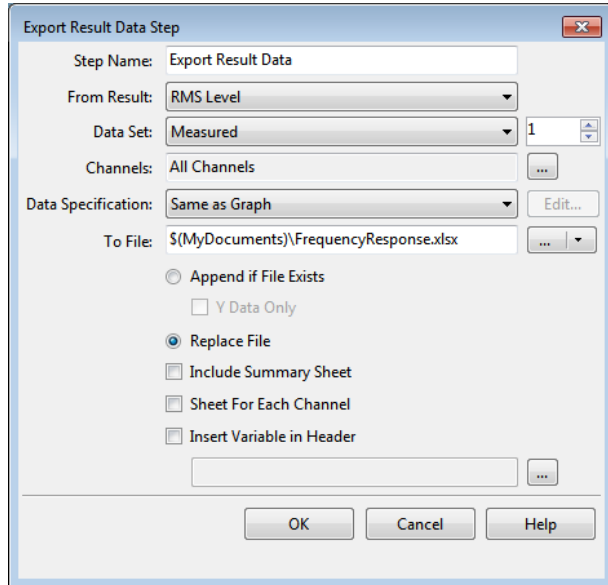 Export Result Data Step
Step Name: Export Result Data
From Result: RMS Level
Data Set: Measured 1
Channels: All Channels ...
Data Specification: Same as Graph Edit...
To File: $(MyDocuments)\FrequencyResponse.xlsx ...
Append if File Exists
Y Data Only
Replace File
Include Summary Sheet
Sheet For Each Channel
Insert Variable in Header
...
OK Cancel Help